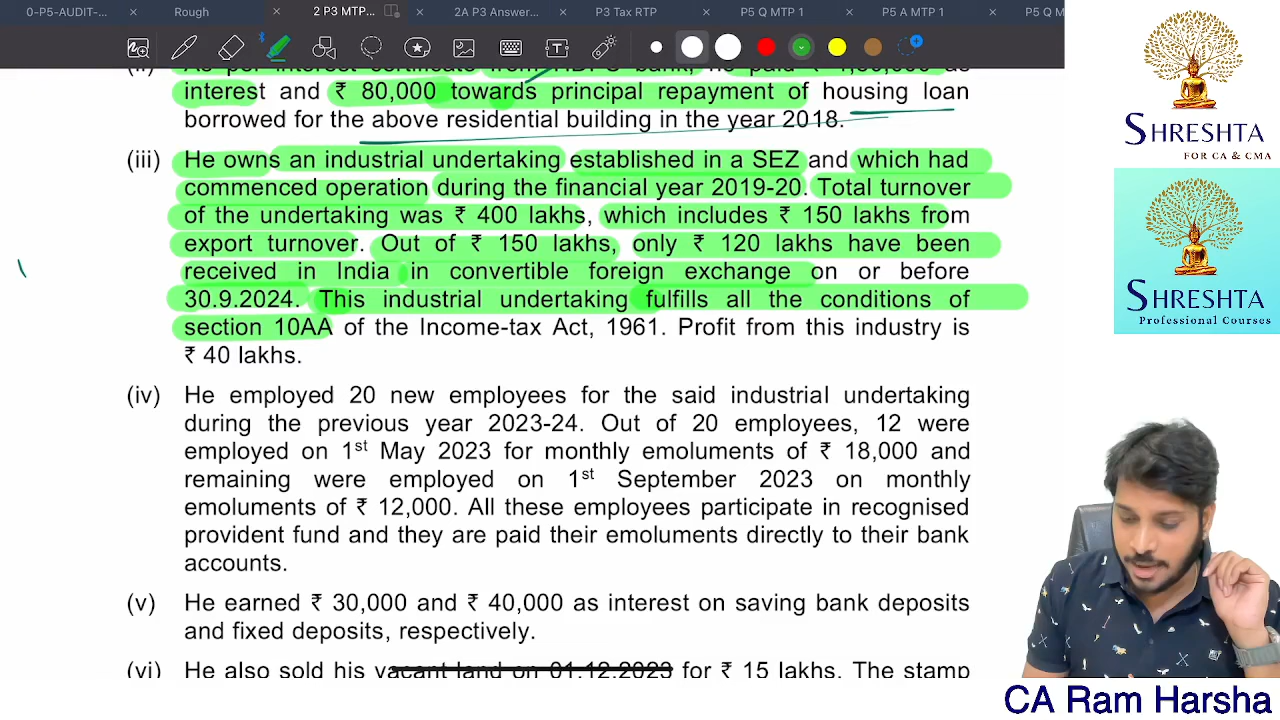 0-P5-AUDIT-...
Rough
2 P3 MTP...
2A P3 Answer...
P3 Tax RTP
P5 Q MTP 1
P5 A MTP 1
P5 Q M
interest and ₹ 80,000 towards principal repayment of housing loan
borrowed for the above residential building in the year 2018.
(iii) He owns an industrial undertaking established in a SEZ and which had
commenced operation during the financial year 2019-20. Total turnover
of the undertaking was ₹ 400 lakhs, which includes ₹ 150 lakhs from
export turnover. Out of ₹ 150 lakhs, only ₹ 120 lakhs have been
received in India in convertible foreign exchange on or before
30.9.2024. This industrial undertaking fulfills all the conditions of
section 10AA of the Income-tax Act, 1961. Profit from this industry is
₹ 40 lakhs.
(iv) He employed 20 new employees for the said industrial undertaking
during the previous year 2023-24. Out of 20 employees, 12 were
employed on 1st May 2023 for monthly emoluments of ₹ 18,000 and
remaining were employed on 1st September 2023 on monthly
emoluments of ₹ 12,000. All these employees participate in recognised
provident fund and they are paid their emoluments directly to their bank
accounts.
(v) He earned ₹ 30,000 and ₹ 40,000 as interest on saving bank deposits
and fixed deposits, respectively.
(vi) He also sold his vacant land on 01.12.2023 for ₹ 15 lakhs. The stamp
SHRESHTA
FOR CA & CMA
SHRESHTA
Professional Courses
CA Ram Harsha